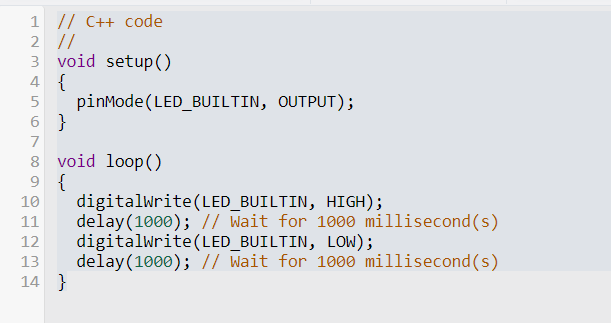 1 // C++ code
2 //
3 void setup()
4 {
5   pinMode(LED_BUILTIN, OUTPUT);
6 }
7
8 void loop()
9 {
10   digitalWrite(LED_BUILTIN, HIGH);
11   delay(1000); // Wait for 1000 millisecond(s)
12   digitalWrite(LED_BUILTIN, LOW);
13   delay(1000); // Wait for 1000 millisecond(s)
14 }